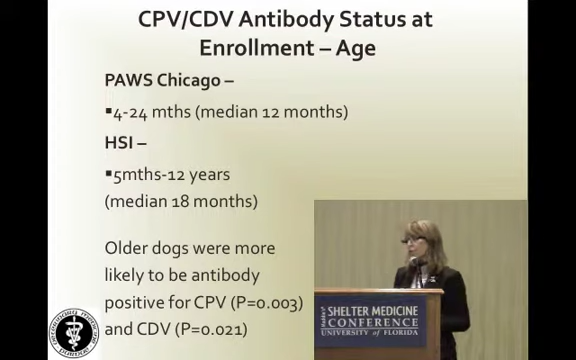 CPV/CDV Antibody Status at
Enrollment – Age
PAWS Chicago –
▪4-24 mths (median 12 months)
HSI –
▪5mths-12 years
(median 18 months)
Older dogs were more
likely to be antibody
positive for CPV (P=0.003)
and CDV (P=0.021)
SHELTER MEDICINE
CONFERENCE
UNIVERSITY of FLORIDA